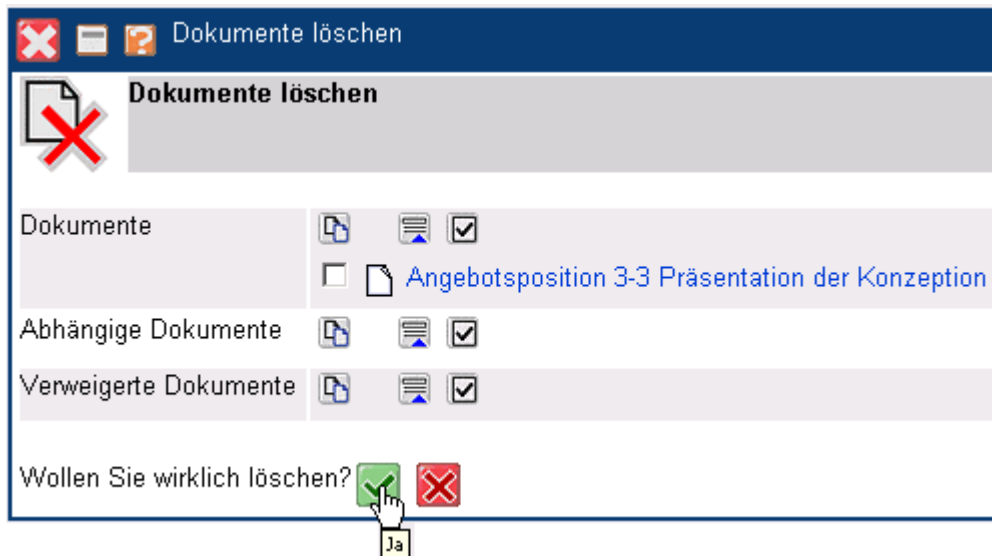 Dokumente löschen
Dokumente löschen
Dokumente
Angebotsposition 3-3 Präsentation der Konzeption
Abhängige Dokumente
Verweigerte Dokumente
Wollen Sie wirklich löschen?
Ja